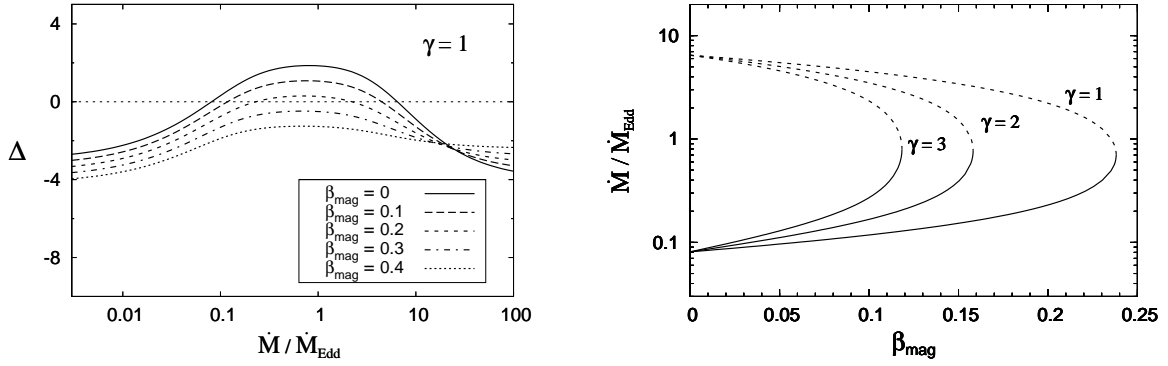 4
0
-4
-8
Δ
γ = 1
β_mag = 0
β_mag = 0.1
β_mag = 0.2
β_mag = 0.3
β_mag = 0.4
0.01 0.1 1 10 100
Ṁ / Ṁ_Edd
10
1
0.1
Ṁ / Ṁ_Edd
γ = 1
γ = 2
γ = 3
0 0.05 0.1 0.15 0.2 0.25
β_mag